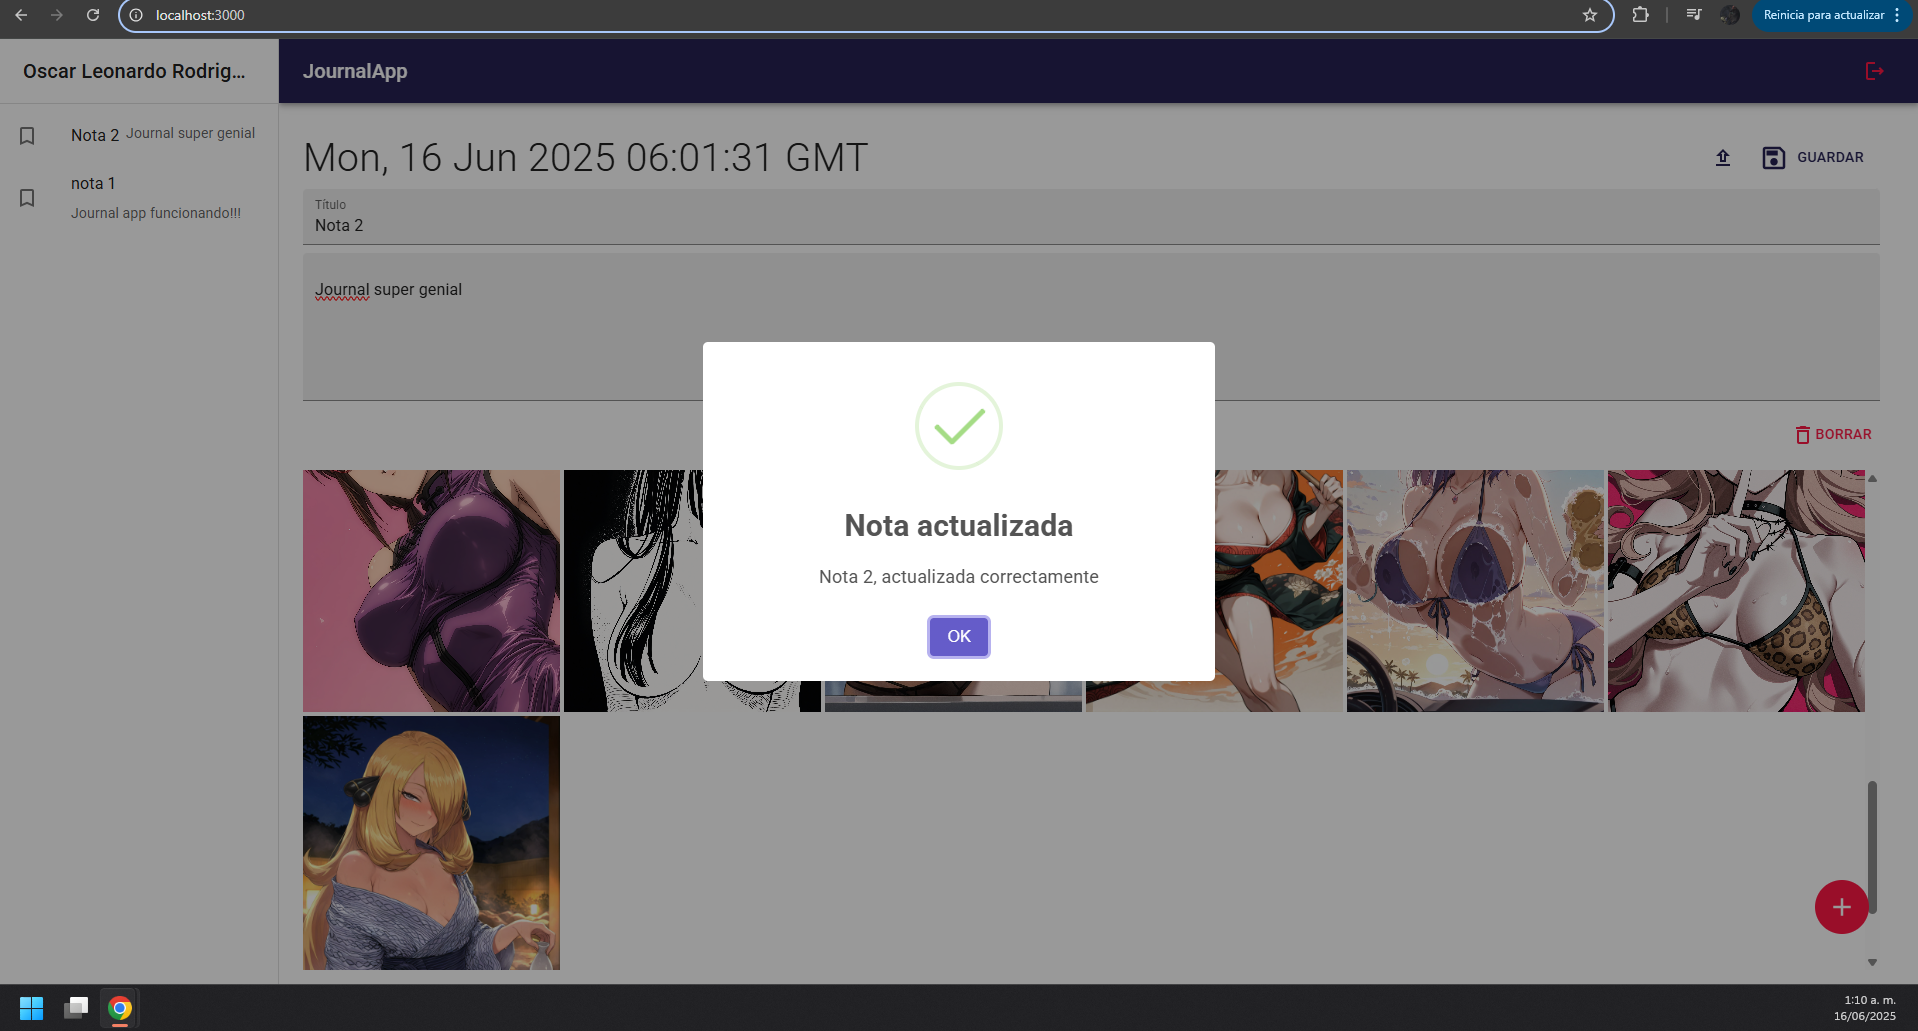 localhost:3000
Reinicia para actualizar
Oscar Leonardo Rodrig...
JournalApp
Nota 2 Journal super genial
nota 1
Journal app funcionando!!!
Mon, 16 Jun 2025 06:01:31 GMT
GUARDAR
Título
Nota 2
Journal super genial
BORRAR
Nota actualizada
Nota 2, actualizada correctamente
OK
1:10 a. m.
16/06/2025